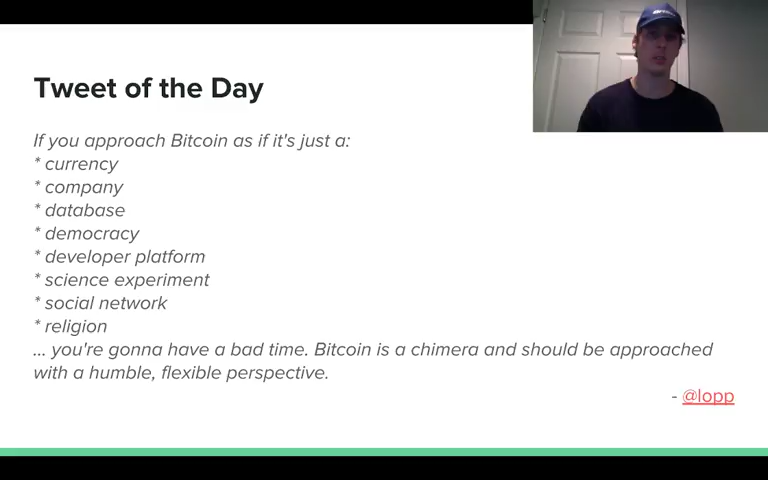 Tweet of the Day
If you approach Bitcoin as if it's just a:
* currency
* company
* database
* democracy
* developer platform
* science experiment
* social network
* religion
... you're gonna have a bad time. Bitcoin is a chimera and should be approached
with a humble, flexible perspective.
- @lopp